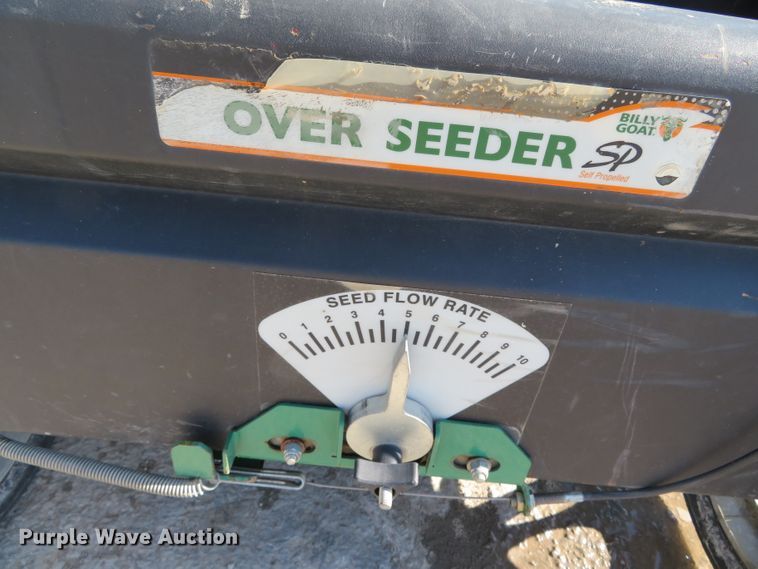 BILLY
GOAT
OVER SEEDER SP
Self Propelled
SEED FLOW RATE
0 1 2 3 4 5 6 7 8 9 10
Purple Wave Auction